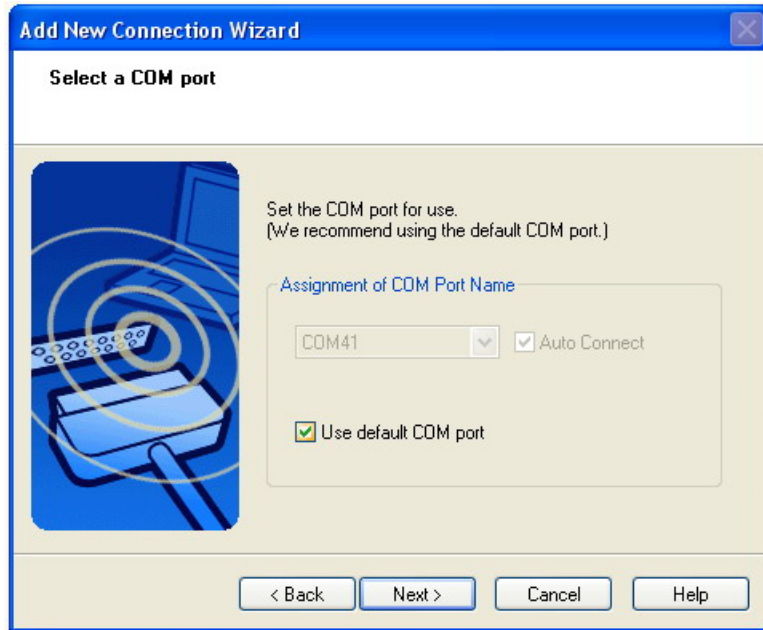 Add New Connection Wizard
Select a COM port
Set the COM port for use.
(We recommend using the default COM port.)
Assignment of COM Port Name
COM41
Auto Connect
Use default COM port
< Back
Next >
Cancel
Help